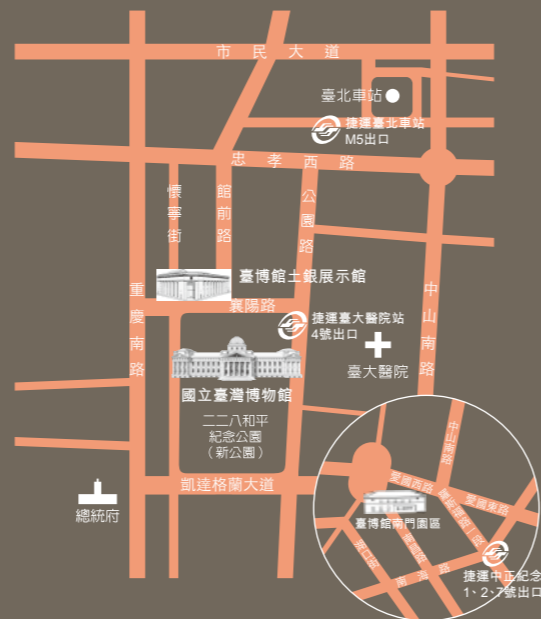 市民大道
臺北車站
捷運臺北車站
M5出口
忠孝西路
懷寧街
館前路
公園路
臺博館土銀展示館
重慶南路
襄陽路
中山南路
捷運臺大醫院站
4號出口
臺大醫院
國立臺灣博物館
二二八和平
紀念公園
（新公園）
凱達格蘭大道
總統府
中山南路
愛國西路
愛國東路
臺博館南門園區
南海路
捷運中正紀念
1、2、7號出口